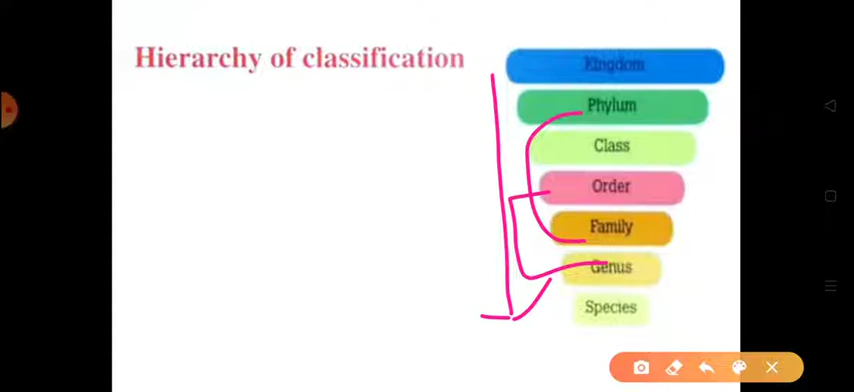 Hierarchy of classification
Kingdom
Phylum
Class
Order
Family
Genus
Species